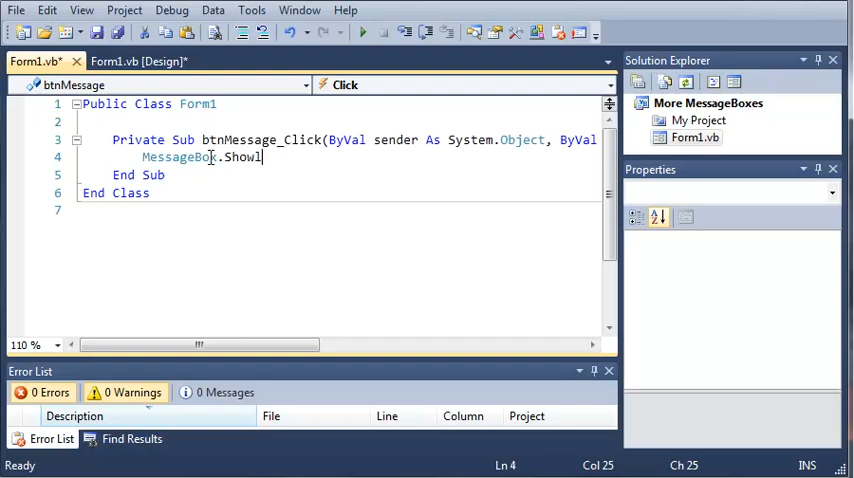 File Edit View Project Debug Data Tools Window Help
Form1.vb* Form1.vb [Design]*
btnMessage Click
1 Public Class Form1
2
3 Private Sub btnMessage_Click(ByVal sender As System.Object, ByVal
4 MessageBox.Show
5 End Sub
6 End Class
7
110 %
Solution Explorer
More MessageBoxes
My Project
Form1.vb
Properties
Error List
0 Errors 0 Warnings 0 Messages
Description File Line Column Project
Error List Find Results
Ready Ln 4 Col 25 Ch 25 INS